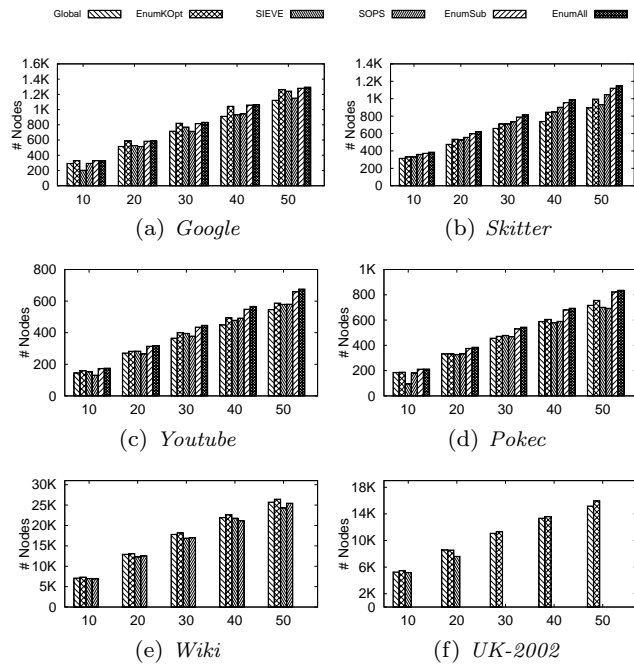 Global EnumKOpt SIEVE SOPS EnumSub EnumAll
# Nodes
1.6K
1.4K
1.2K
1K
800
600
400
200
0
10 20 30 40 50
(a) Google
# Nodes
1.4K
1.2K
1K
800
600
400
200
0
10 20 30 40 50
(b) Skitter
# Nodes
800
600
400
200
0
10 20 30 40 50
(c) Youtube
# Nodes
1K
800
600
400
200
0
10 20 30 40 50
(d) Pokec
# Nodes
30K
25K
20K
15K
10K
5K
0
10 20 30 40 50
(e) Wiki
# Nodes
18K
14K
10K
6K
2K
0
10 20 30 40 50
(f) UK-2002